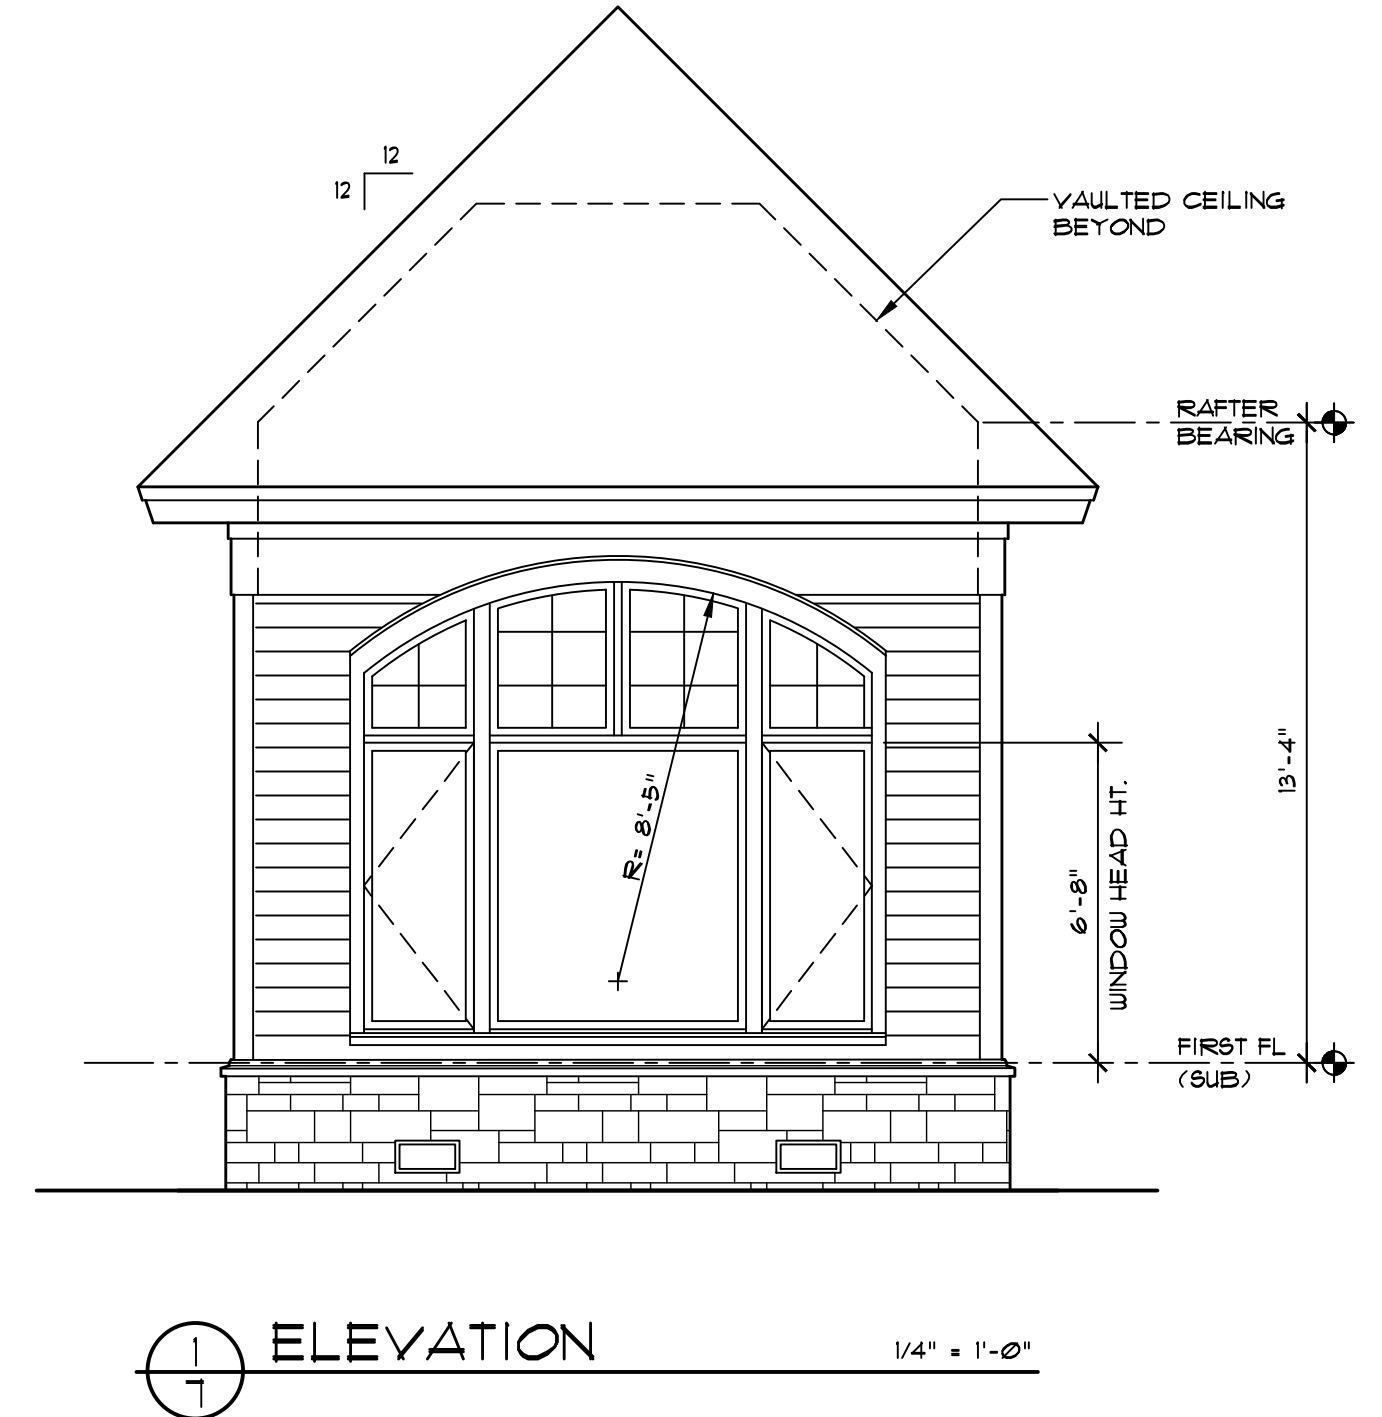 12
12
VAULTED CEILING
BEYOND
RAFTER
BEARING
13'-4"
R= 8'-5"
6'-8"
WINDOW HEAD HT.
FIRST FL
(SUB)
1
ELEVATION
1/4" = 1'-0"
1